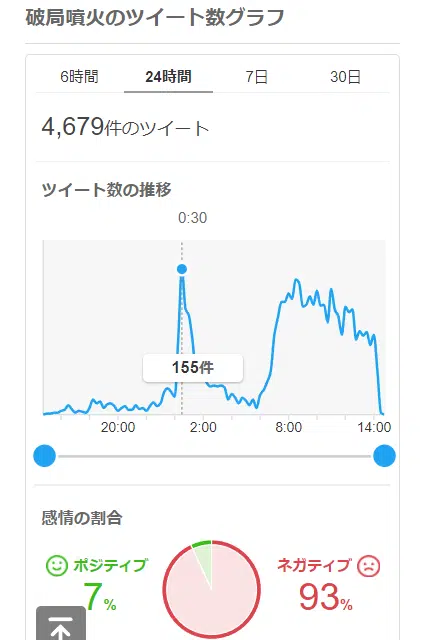 破局噴火のツイート数グラフ
6時間 24時間 7日 30日
4,679件のツイート
ツイート数の推移
0:30
155件
20:00 2:00 8:00 14:00
感情の割合
ポジティブ ネガティブ
7% 93%